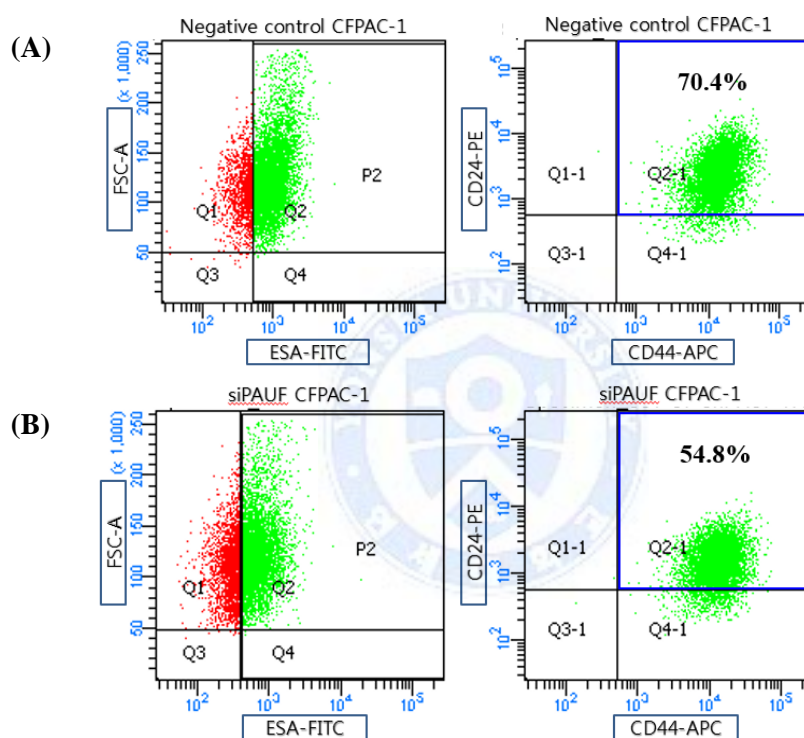 (A)
Negative control CFPAC-1
FSC-A
(x 1,000)
50 100 150 200 250
Q1
Q2
P2
Q3
Q4
10² 10³ 10⁴ 10⁵
ESA-FITC
Negative control CFPAC-1
CD24-PE
10² 10³ 10⁴ 10⁵
70.4%
Q1-1
Q2-1
Q3-1
Q4-1
10² 10³ 10⁴ 10⁵
CD44-APC
(B)
siPAUF CFPAC-1
FSC-A
(x 1,000)
50 100 150 200 250
Q1
Q2
P2
Q3
Q4
10² 10³ 10⁴ 10⁵
ESA-FITC
siPAUF CFPAC-1
CD24-PE
10² 10³ 10⁴ 10⁵
54.8%
Q1-1
Q2-1
Q3-1
Q4-1
10² 10³ 10⁴ 10⁵
CD44-APC